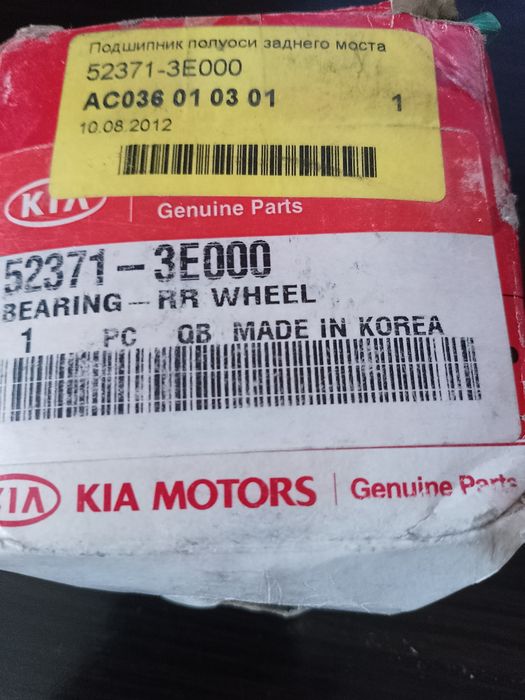 Подшипник полуоси заднего моста
52371-3E000
AC036 01 03 01 1
10.08.2012
KIA Genuine Parts
52371-3E000
BEARING-RR WHEEL
1 PC QB MADE IN KOREA
KIA KIA MOTORS Genuine Parts